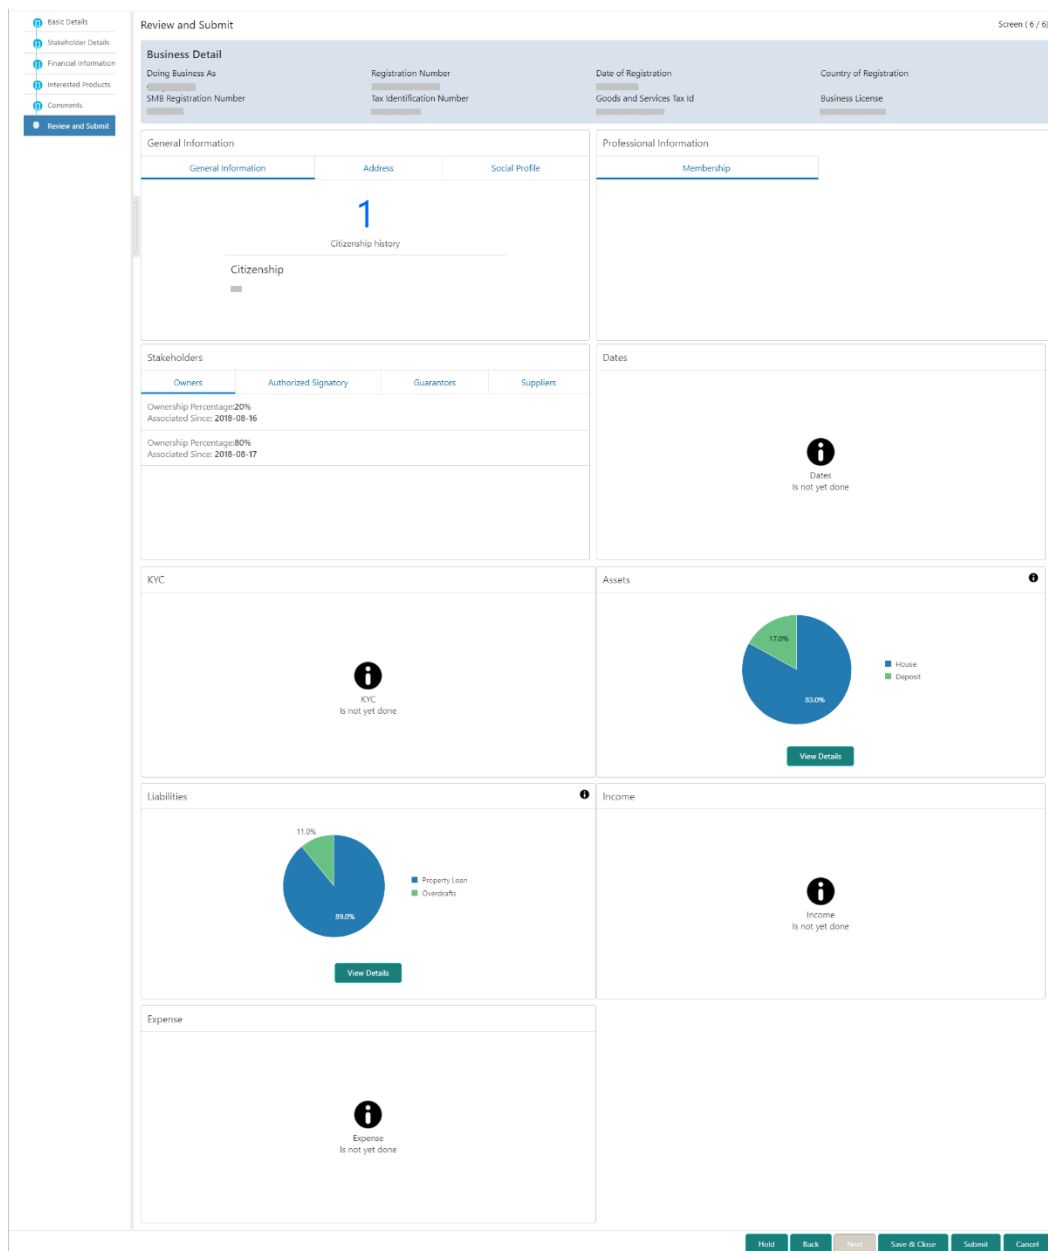 Basic Details
Stakeholder Details
Financial Information
Interested Products
Comments
Review and Submit
Review and Submit
Screen ( 6 / 6)
Business Detail
Doing Business As Registration Number Date of Registration Country of Registration
SMB Registration Number Tax Identification Number Goods and Services Tax Id Business License
General Information
General Information Address Social Profile
1
Citizenship history
Citizenship
Professional Information
Membership
Stakeholders
Owners Authorized Signatory Guarantors Suppliers
Ownership Percentage:20%
Associated Since: 2018-08-16
Ownership Percentage:80%
Associated Since: 2018-08-17
Dates
Dates
Is not yet done
KYC
KYC
Is not yet done
Assets
17.0%
83.0%
House
Deposit
View Details
Liabilities
11.0%
89.0%
Property Loan
Overdrafts
View Details
Income
Income
Is not yet done
Expense
Expense
Is not yet done
Hold Back Next Save & Close Submit Cancel